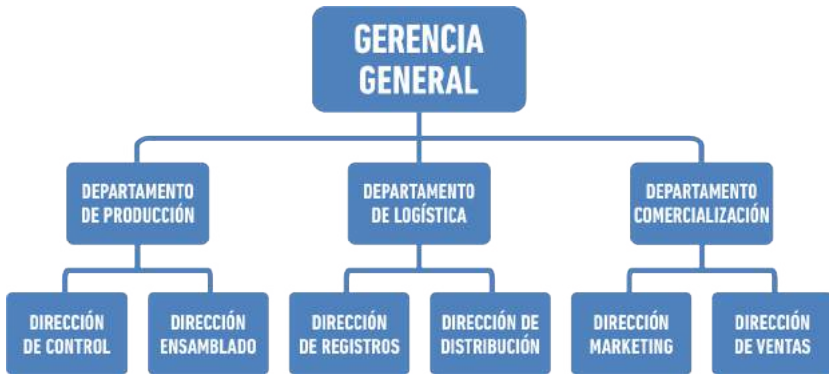 GERENCIA
GENERAL
DEPARTAMENTO
DE PRODUCCIÓN
DEPARTAMENTO
DE LOGÍSTICA
DEPARTAMENTO
COMERCIALIZACIÓN
DIRECCIÓN
DE CONTROL
DIRECCIÓN
ENSAMBLADO
DIRECCIÓN
DE REGISTROS
DIRECCIÓN DE
DISTRIBUCIÓN
DIRECCIÓN
MARKETING
DIRECCIÓN
DE VENTAS